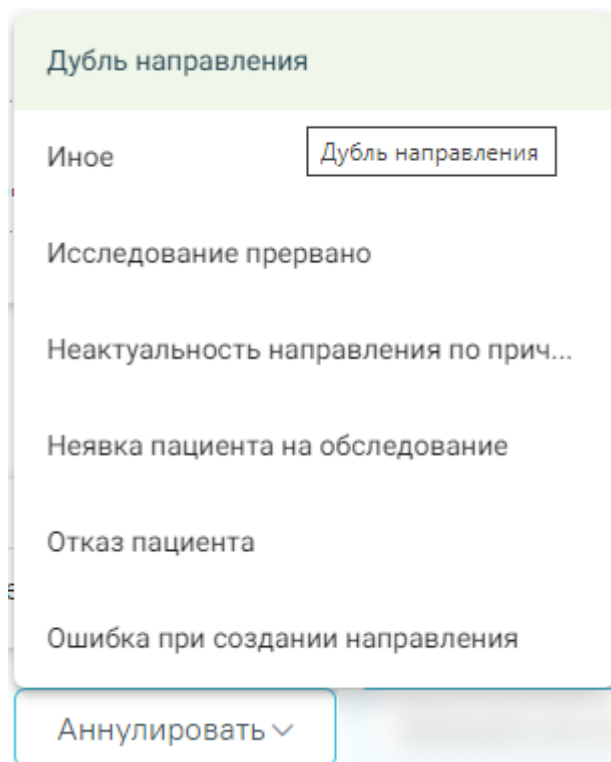 Дубль направления
Иное
Дубль направления
Исследование прервано
Неактуальность направления по прич...
Неявка пациента на обследование
Отказ пациента
Ошибка при создании направления
Аннулировать